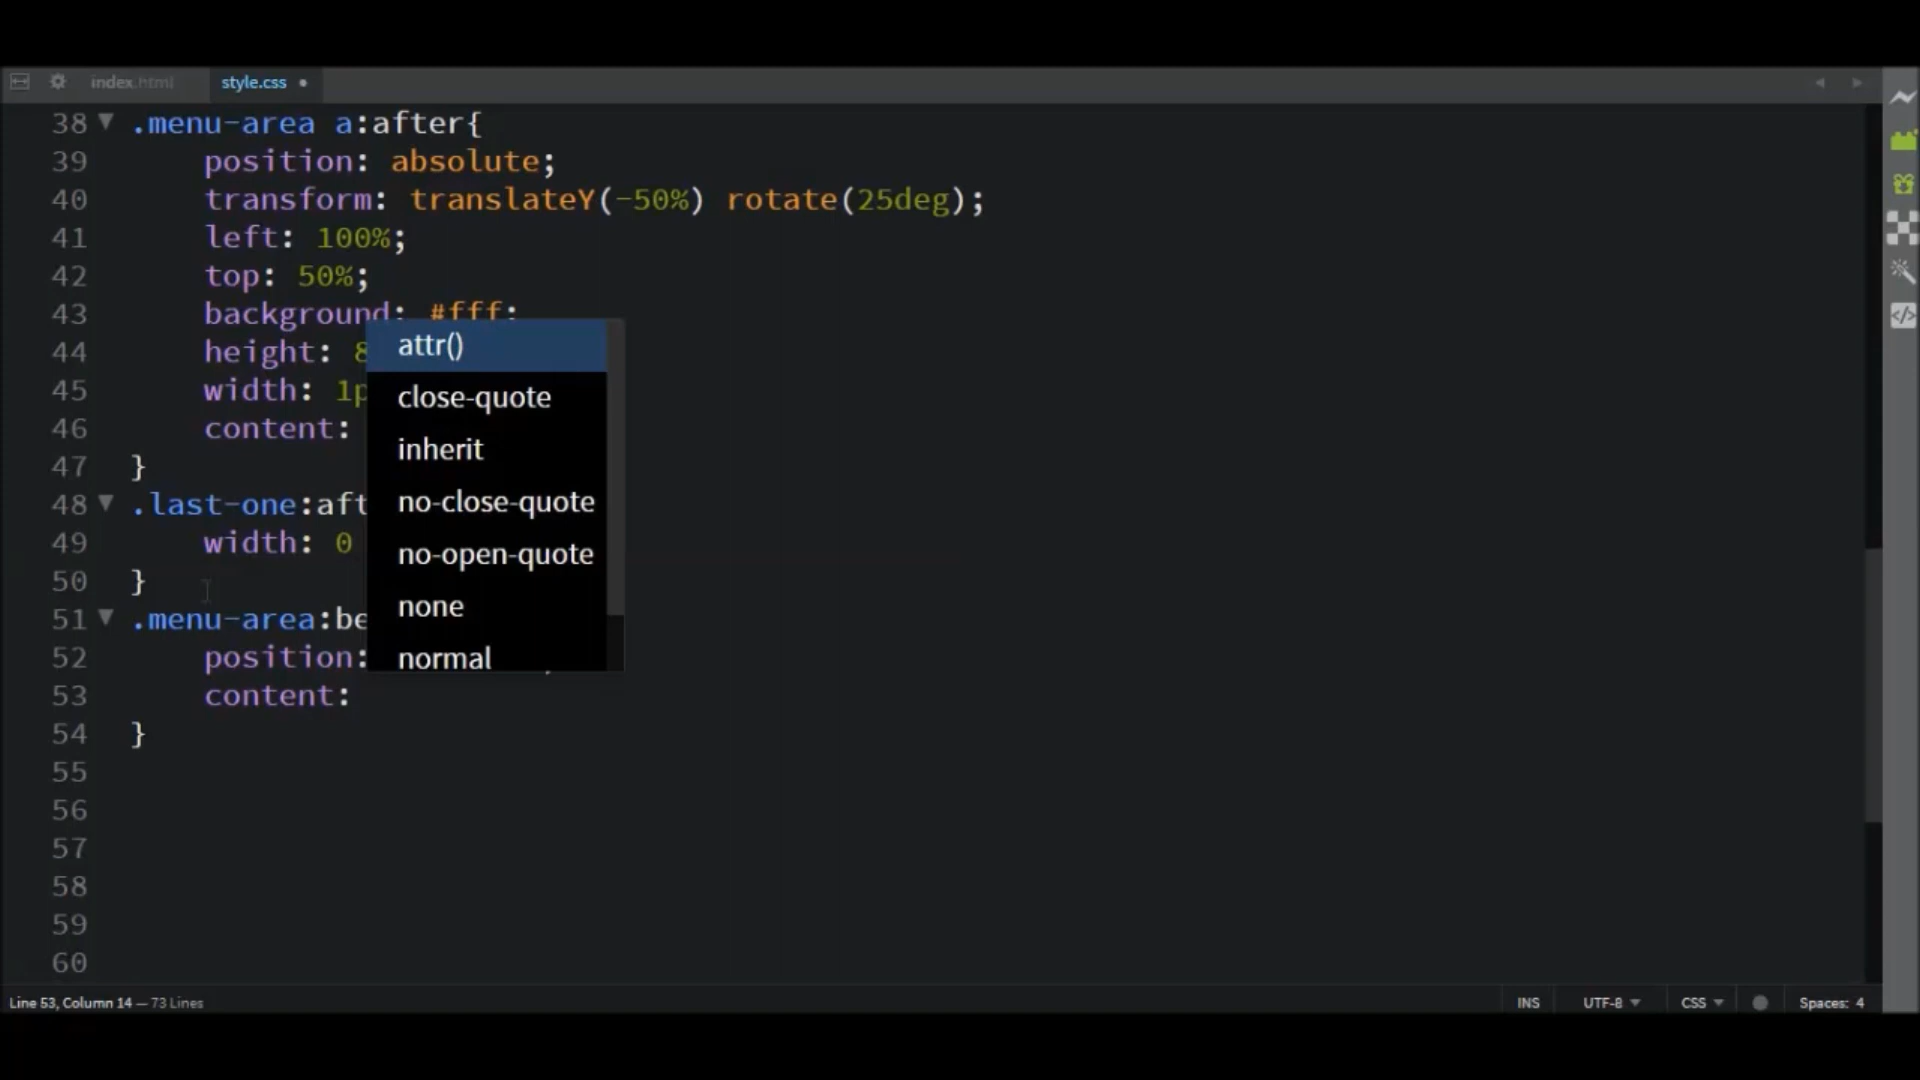 index.html
style.css
38 .menu-area a:after{
39 position: absolute;
40 transform: translateY(-50%) rotate(25deg);
41 left: 100%;
42 top: 50%;
43 background: #fff;
44 height: 8
45 width: 1p
46 content:
47 }
48 .last-one:aft
49 width: 0
50 }
51 .menu-area:be
52 position:
53 content:
54 }
55
56
57
58
59
60
attr()
close-quote
inherit
no-close-quote
no-open-quote
none
normal
Line 53, Column 14 — 73 Lines
INS
UTF-8
CSS
Spaces: 4